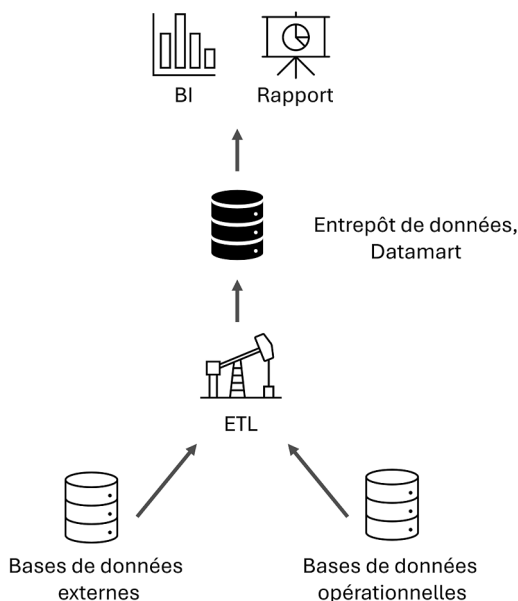 BI
Rapport
Entrepôt de données,
Datamart
ETL
Bases de données
externes
Bases de données
opérationnelles